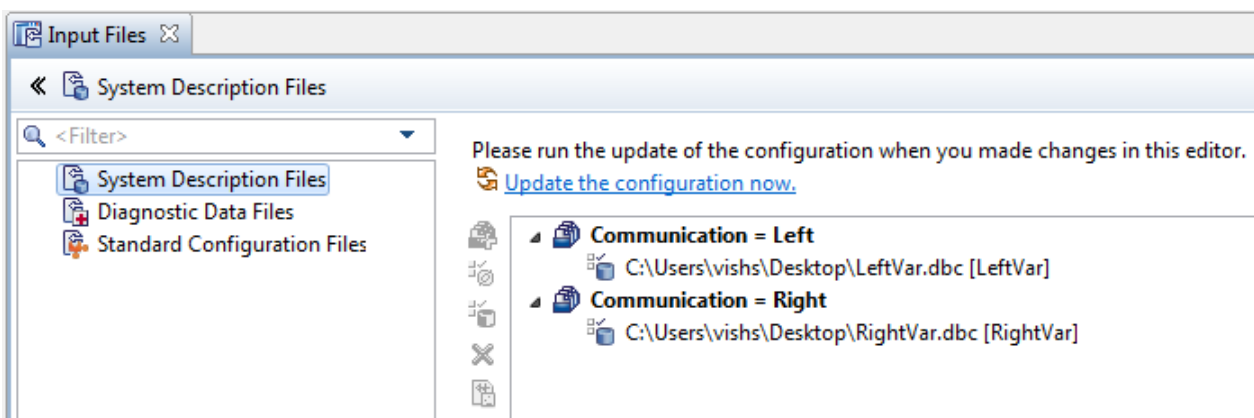 Input Files
System Description Files
<Filter>
System Description Files
Diagnostic Data Files
Standard Configuration Files
Please run the update of the configuration when you made changes in this editor.
Update the configuration now.
Communication = Left
C:\Users\vishs\Desktop\LeftVar.dbc [LeftVar]
Communication = Right
C:\Users\vishs\Desktop\RightVar.dbc [RightVar]